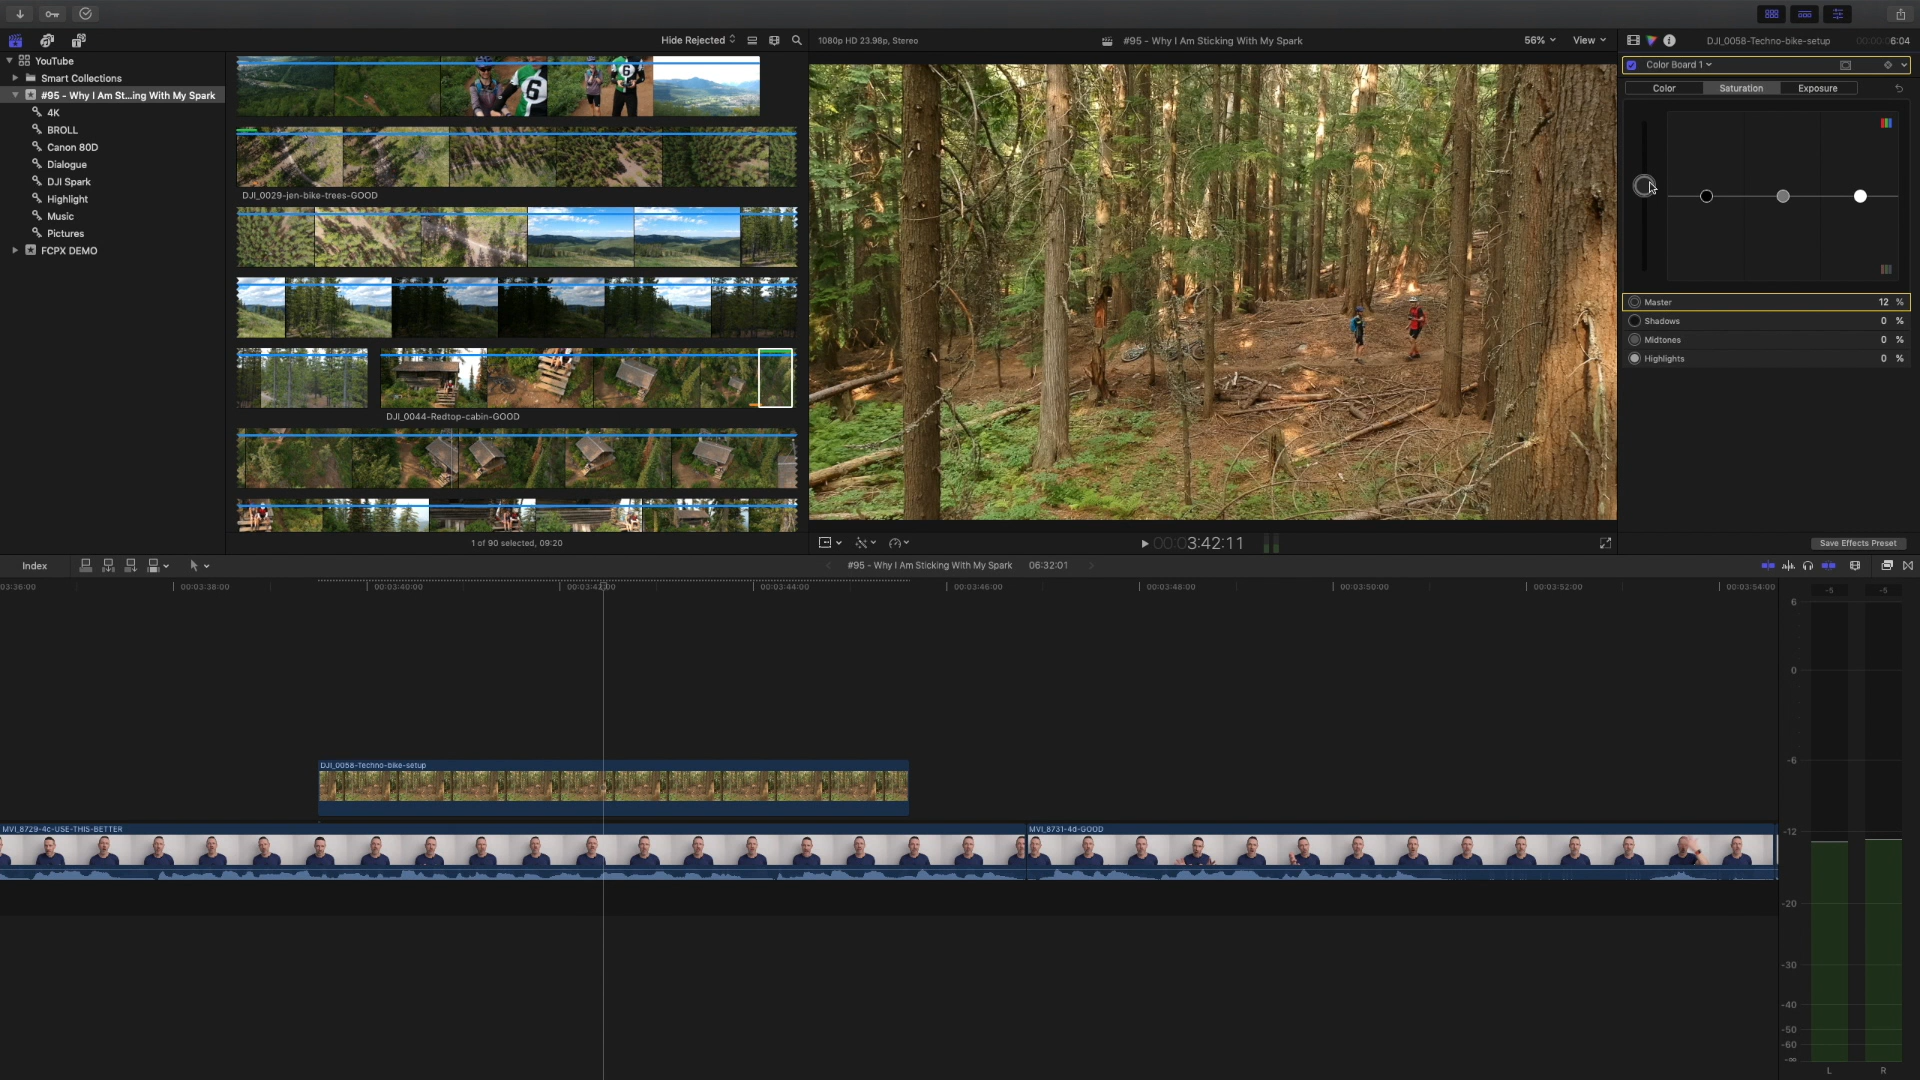 Hide Rejected
1080p HD 23.98p, Stereo
#95 - Why I Am Sticking With My Spark
56%
View
DJI_0058-Techno-bike-setup
00:00:06:04
YouTube
Smart Collections
#95 - Why I Am St...ing With My Spark
4K
BROLL
Canon 80D
Dialogue
DJI Spark
Highlight
Music
Pictures
FCPX DEMO
DJI_0029-jen-bike-trees-GOOD
DJI_0044-Redtop-cabin-GOOD
1 of 90 selected, 09:20
00:00:3:42:11
Color Board 1
Color
Saturation
Exposure
Master 12 %
Shadows 0 %
Midtones 0 %
Highlights 0 %
Save Effects Preset
Index
#95 - Why I Am Sticking With My Spark
06:32:01
03:36:00
00:03:38:00
00:03:40:00
00:03:42:00
00:03:44:00
00:03:46:00
00:03:48:00
00:03:50:00
00:03:52:00
00:03:54:00
-5
-5
6
0
-6
-12
-20
-30
-40
-50
-60
-∞
L
R
DJI_0058-Techno-bike-setup
MVI_8729-4c-USE-THIS-BETTER
MVI_8731-4d-GOOD